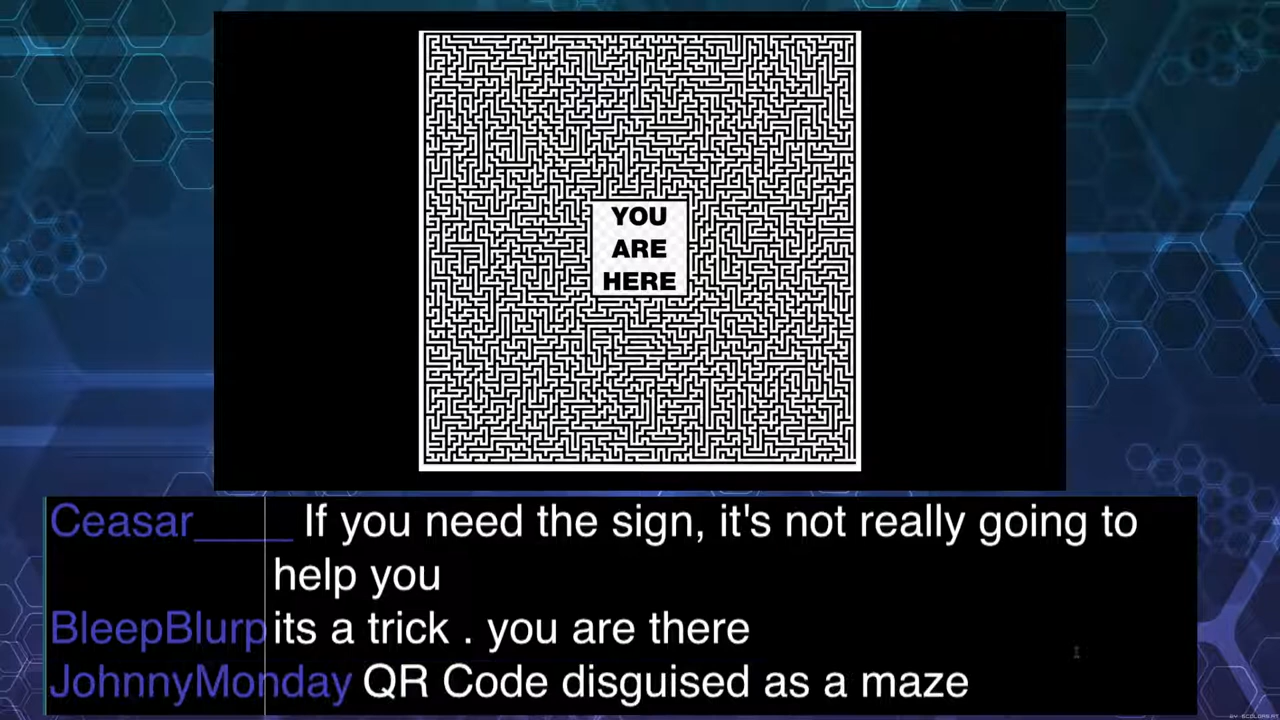 YOU
ARE
HERE
Ceasar_____ If you need the sign, it's not really going to
help you
BleepBlurp its a trick . you are there
JohnnyMonday QR Code disguised as a maze